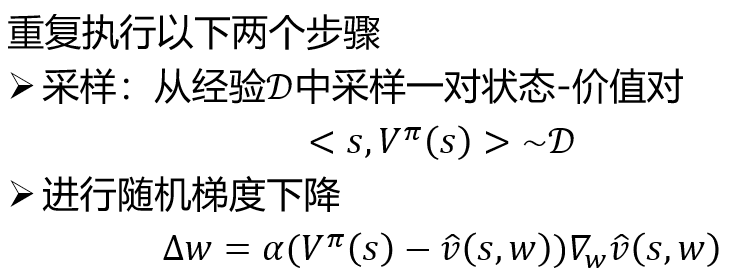 重复执行以下两个步骤
➢ 采样：从经验𝒟中采样一对状态-价值对
< s, V^π(s) > ~𝒟
➢ 进行随机梯度下降
Δw = α(V^π(s) − v̂(s, w))∇_w v̂(s, w)